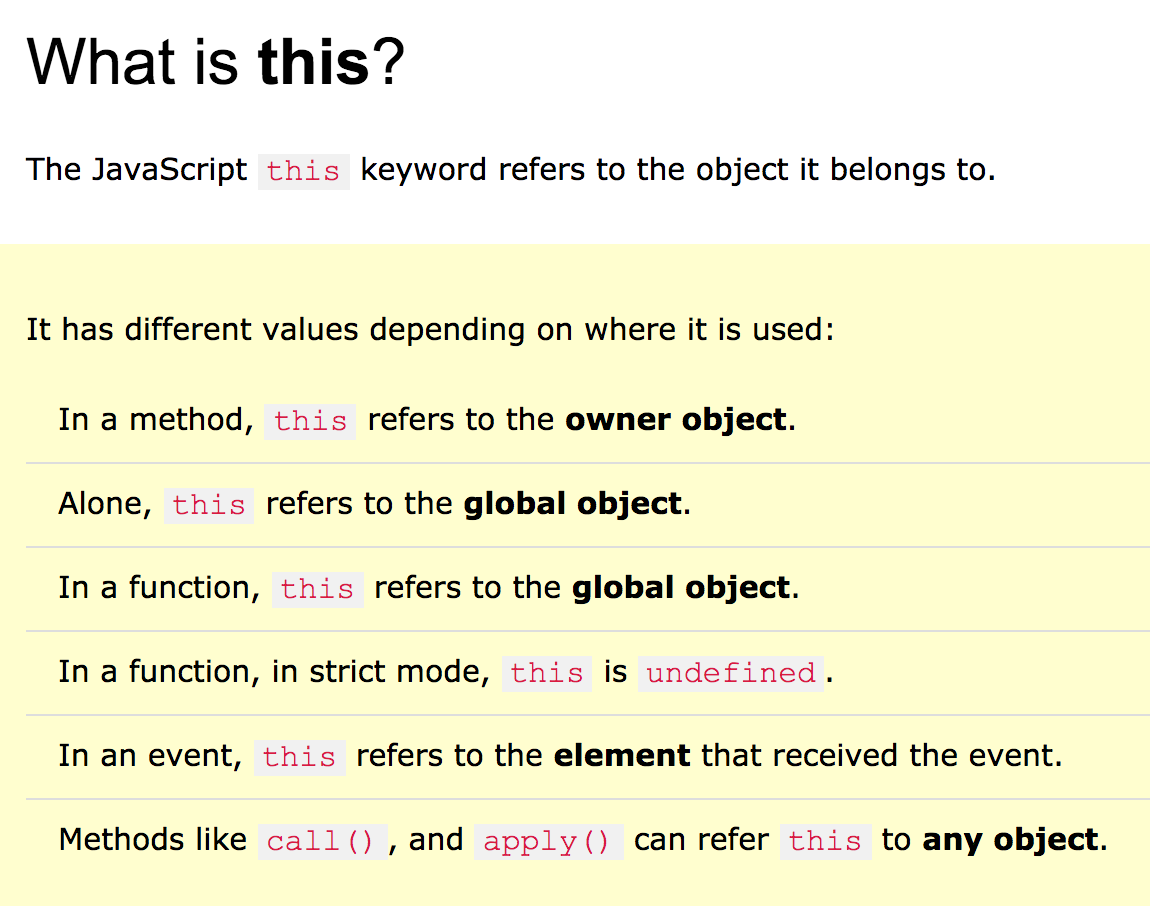 What is this?
The JavaScript this keyword refers to the object it belongs to.
It has different values depending on where it is used:
In a method, this refers to the owner object.
Alone, this refers to the global object.
In a function, this refers to the global object.
In a function, in strict mode, this is undefined.
In an event, this refers to the element that received the event.
Methods like call(), and apply() can refer this to any object.